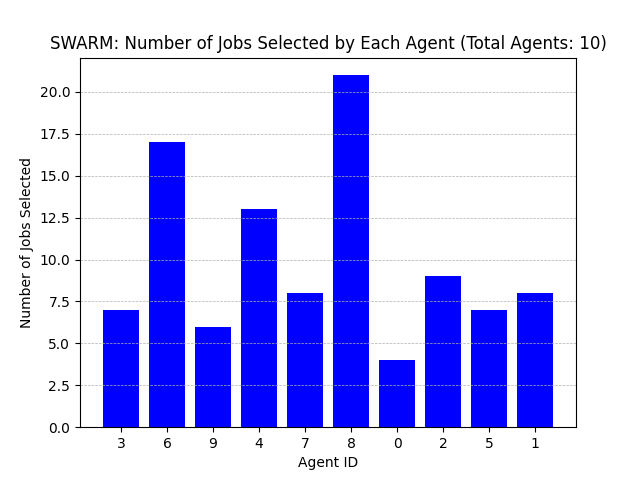 SWARM: Number of Jobs Selected by Each Agent (Total Agents: 10)
Number of Jobs Selected
20.0
17.5
15.0
12.5
10.0
7.5
5.0
2.5
0.0
3 6 9 4 7 8 0 2 5 1
Agent ID